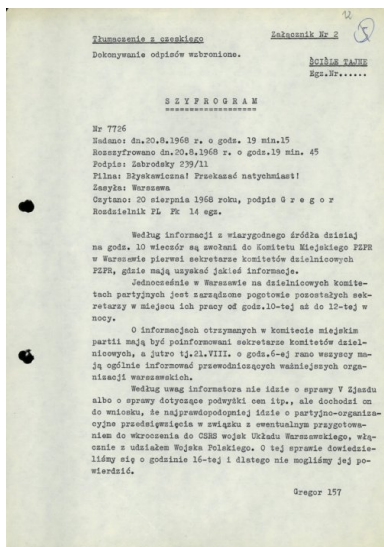 12
5
Tłumaczenie z czeskiego
Załącznik Nr 2
Dokonywanie odpisów wzbronione.
ŚCIŚLE TAJNE
Egz.Nr......
S Z Y F R O G R A M
===================
Nr 7726
Nadano: dn.20.8.1968 r. o godz. 19 min.15
Rozszyfrowano dn.20.8.1968 r. o godz.19 min. 45
Podpis: Zabrodsky 239/11
Pilna: Błyskawiczna! Przekazać natychmiast!
Zasyła: Warszawa
Czytano: 20 sierpnia 1968 roku, podpis G r e g o r
Rozdzielnik PL Pk 14 egz.
Według informacji z wiarygodnego źródła dzisiaj
na godz. 10 wieczór są zwołani do Komitetu Miejskiego PZPR
w Warszawie pierwsi sekretarze komitetów dzielnicowych
PZPR, gdzie mają uzyskać jakieś informacje.
Jednocześnie w Warszawie na dzielnicowych komite-
tach partyjnych jest zarządzone pogotowie pozostałych sek-
retarzy w miejscu ich pracy od godz.10-tej aż do 12-tej w
nocy.
O informacjach otrzymanych w komitecie miejskim
partii mają być poinformowani sekretarze komitetów dziel-
nicowych, a jutro tj.21.VIII. o godz.6-ej rano wszyscy ma-
ją ogólnie informować przewodniczących ważniejszych orga-
nizacji warszawskich.
Według uwag informatora nie idzie o sprawy V Zjazdu
albo o sprawy dotyczące podwyżki cen itp., ale dochodzi on
do wniosku, że najprawdopodobniej idzie o partyjno-organiza-
cyjne przedsięwzięcia w związku z ewentualnym przygotowa-
niem do wkroczenia do CSRS wojsk Układu Warszawskiego, włą-
cznie z udziałem Wojska Polskiego. O tej sprawie dowiedzie-
liśmy się o godzinie 16-tej i dlatego nie mogliśmy jej po-
twierdzić.
Gregor 157